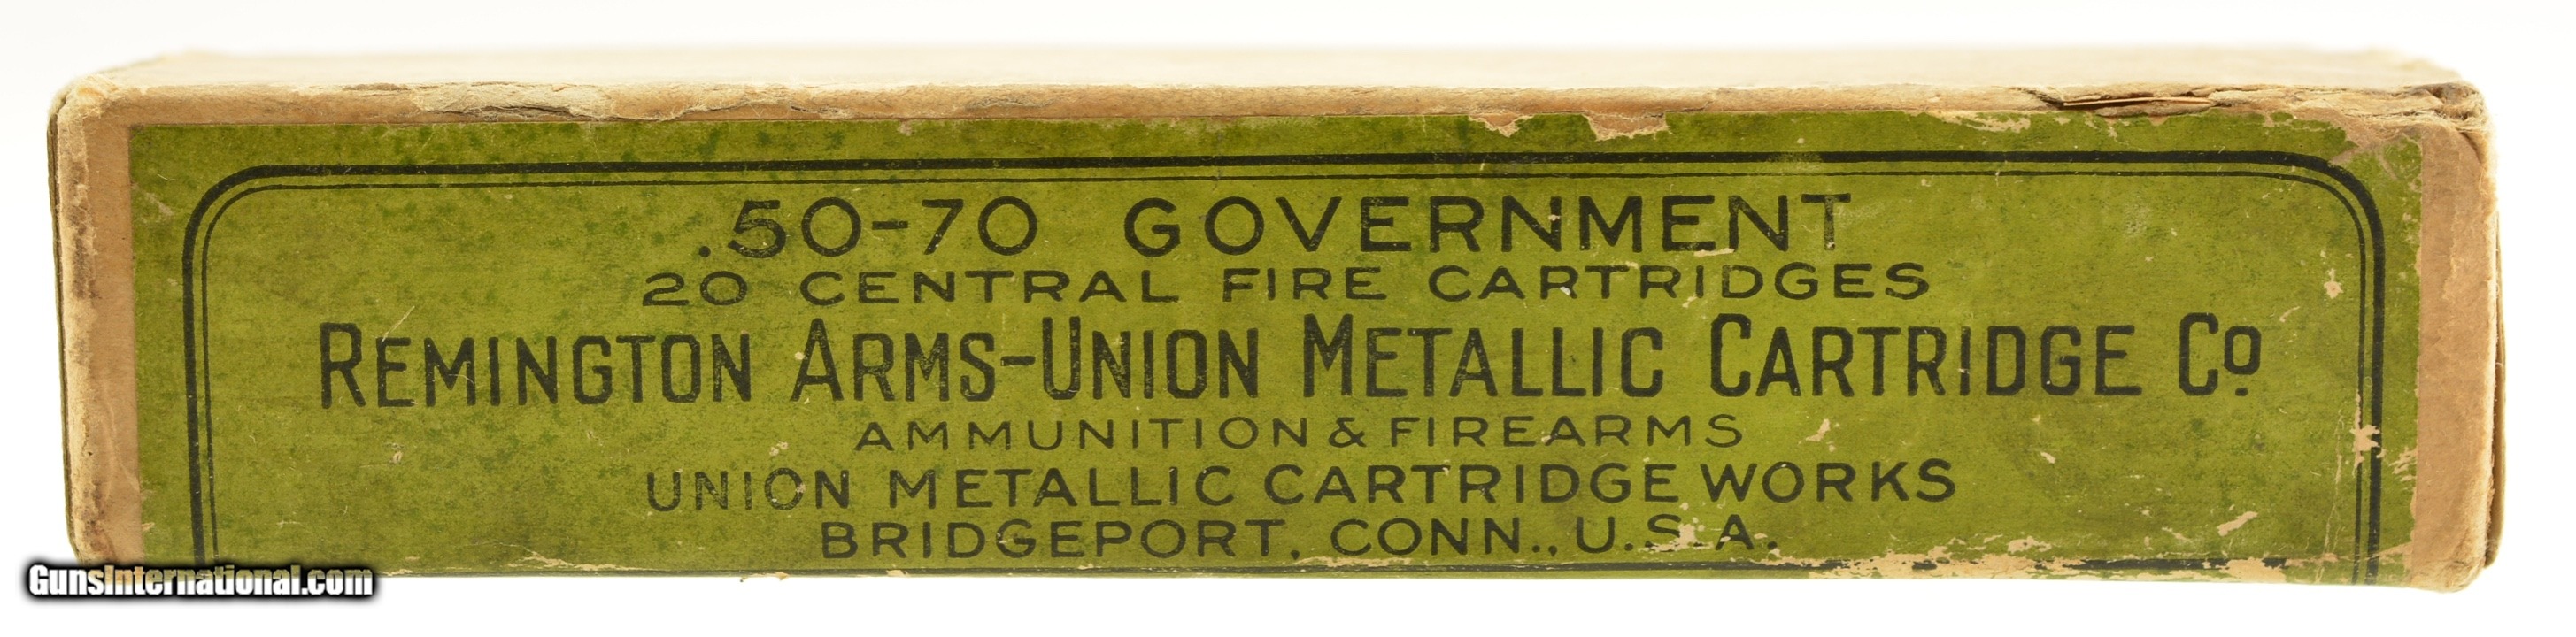 .50-70 GOVERNMENT
20 CENTRAL FIRE CARTRIDGES
REMINGTON ARMS-UNION METALLIC CARTRIDGE CO
AMMUNITION & FIREARMS
UNION METALLIC CARTRIDGE WORKS
BRIDGEPORT, CONN., U.S.A.
GunsInternational.com